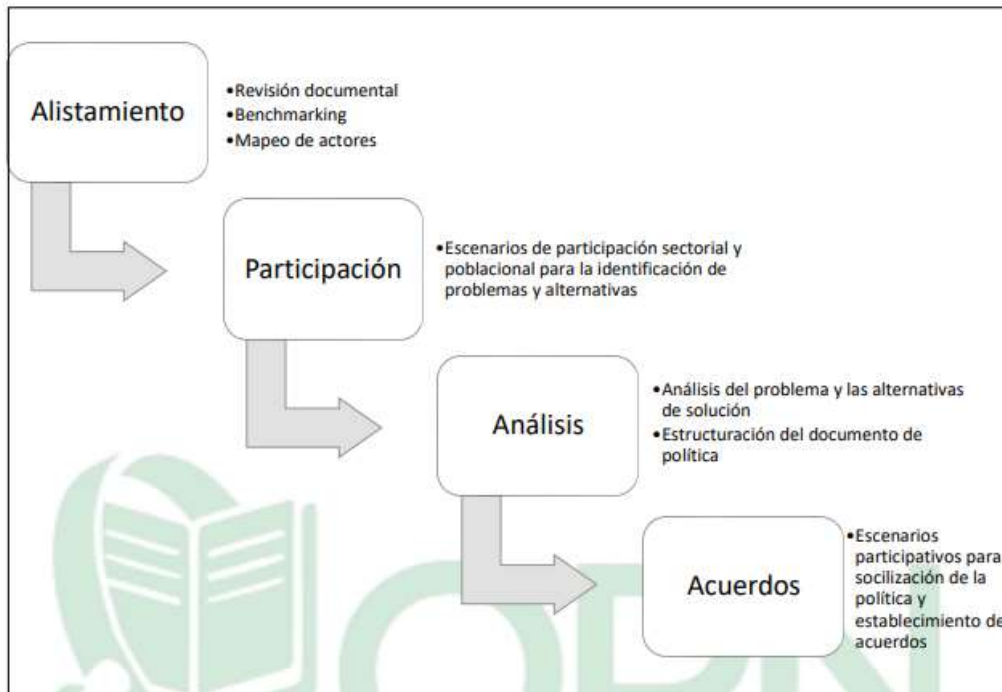 Alistamiento
•Revisión documental
•Benchmarking
•Mapeo de actores
Participación
•Escenarios de participación sectorial y
poblacional para la identificación de
problemas y alternativas
Análisis
•Análisis del problema y las alternativas
de solución
•Estructuración del documento de
política
Acuerdos
•Escenarios
participativos para
socilización de la
política y
establecimiento de
acuerdos